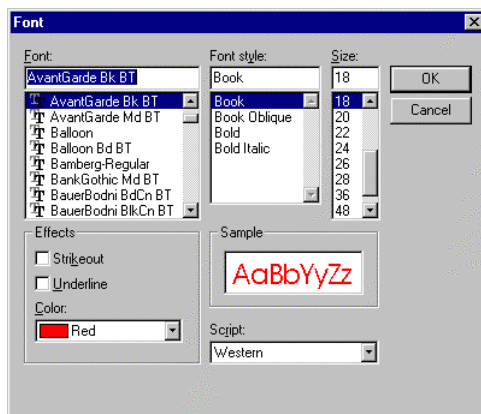 Font
Font:
Font style:
Size:
AvantGarde Bk BT
Book
18
OK
AvantGarde Bk BT
AvantGarde Md BT
Balloon
Balloon Bd BT
Bamberg-Regular
BankGothic Md BT
BauerBodni BdCn BT
BauerBodni BlkCn BT
Book
Book Oblique
Bold
Bold Italic
18
20
22
24
26
28
36
48
Cancel
Effects
Strikeout
Underline
Color:
Red
Sample
AaBbYyZz
Script:
Western